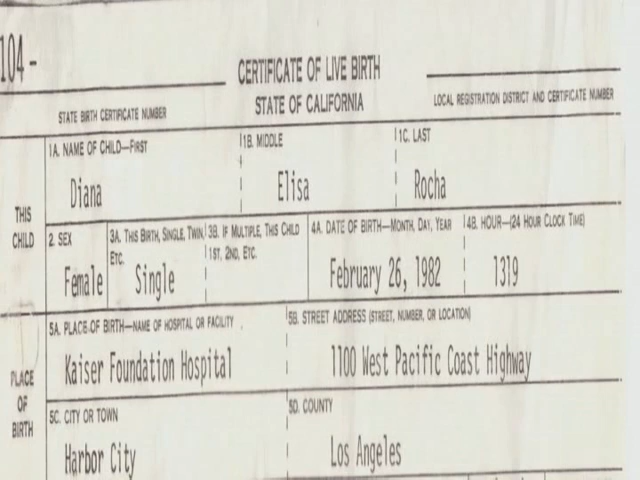 104-
CERTIFICATE OF LIVE BIRTH
STATE OF CALIFORNIA
STATE BIRTH CERTIFICATE NUMBER
LOCAL REGISTRATION DISTRICT AND CERTIFICATE NUMBER
THIS CHILD
1A. NAME OF CHILD—FIRST 1B. MIDDLE 1C. LAST
Diana Elisa Rocha
2. SEX 3A. THIS BIRTH, SINGLE, TWIN, ETC. 3B. IF MULTIPLE, THIS CHILD 1ST, 2ND, ETC. 4A. DATE OF BIRTH—MONTH, DAY, YEAR 4B. HOUR—(24 HOUR CLOCK TIME)
Female Single February 26, 1982 1319
PLACE OF BIRTH
5A. PLACE OF BIRTH—NAME OF HOSPITAL OR FACILITY 5B. STREET ADDRESS (STREET, NUMBER, OR LOCATION)
Kaiser Foundation Hospital 1100 West Pacific Coast Highway
5C. CITY OR TOWN 5D. COUNTY
Harbor City Los Angeles